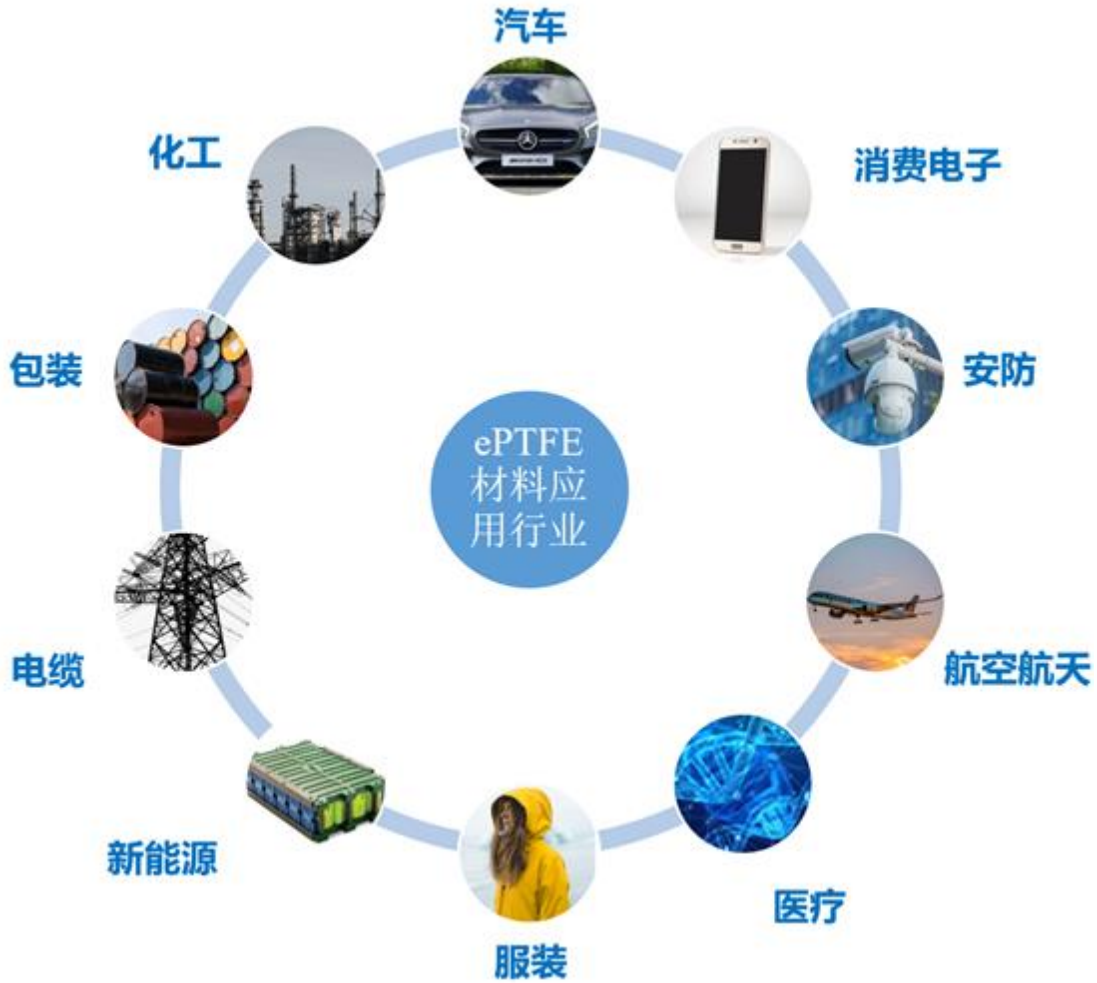 汽车
消费电子
安防
航空航天
医疗
服装
新能源
电缆
包装
化工
ePTFE
材料应
用行业